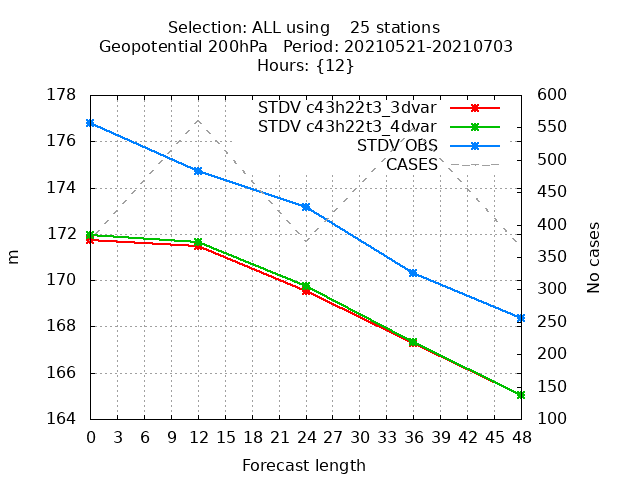 Selection: ALL using    25 stations
Geopotential 200hPa   Period: 20210521-20210703
Hours: {12}
178
176
174
172
170
168
166
164
600
550
500
450
400
350
300
250
200
150
100
STDV c43h22t3_3dvar
STDV c43h22t3_4dvar
STDV OBS
CASES
m
No cases
0 3 6 9 12 15 18 21 24 27 30 33 36 39 42 45 48
Forecast length